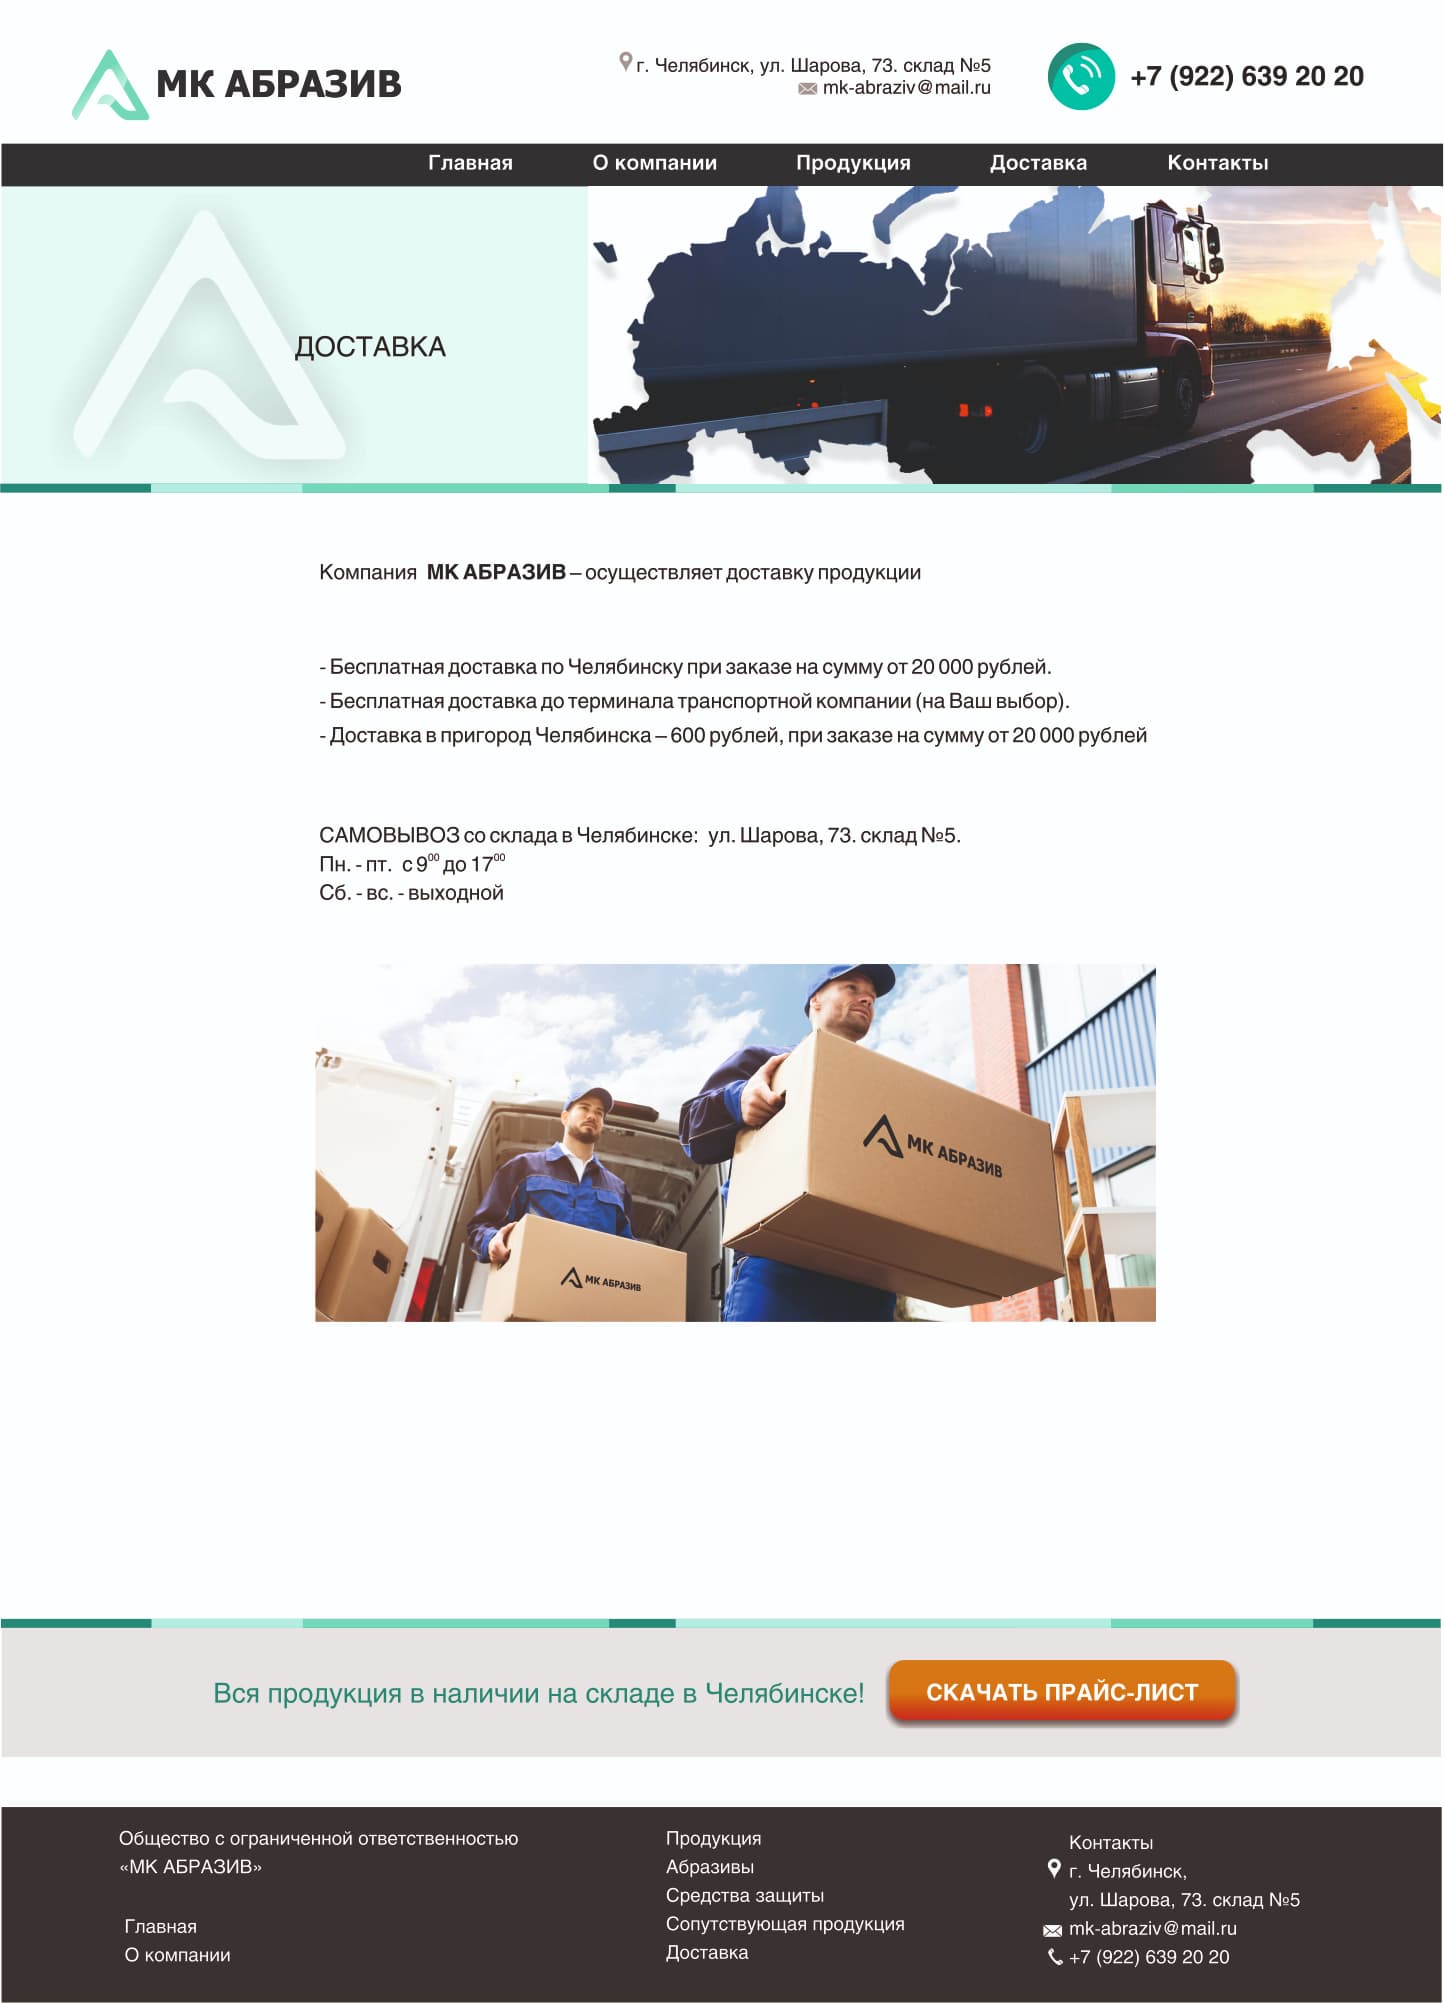 МК АБРАЗИВ
г. Челябинск, ул. Шарова, 73. склад №5
mk-abraziv@mail.ru
+7 (922) 639 20 20
Главная О компании Продукция Доставка Контакты
ДОСТАВКА
Компания МК АБРАЗИВ – осуществляет доставку продукции
- Бесплатная доставка по Челябинску при заказе на сумму от 20 000 рублей.
- Бесплатная доставка до терминала транспортной компании (на Ваш выбор).
- Доставка в пригород Челябинска – 600 рублей, при заказе на сумму от 20 000 рублей
САМОВЫВОЗ со склада в Челябинске: ул. Шарова, 73. склад №5.
Пн. - пт. с 9⁰⁰ до 17⁰⁰
Сб. - вс. - выходной
МК АБРАЗИВ
МК АБРАЗИВ
Вся продукция в наличии на складе в Челябинске!
СКАЧАТЬ ПРАЙС-ЛИСТ
Общество с ограниченной ответственностью
«МК АБРАЗИВ»
Главная
О компании
Продукция
Абразивы
Средства защиты
Сопутствующая продукция
Доставка
Контакты
г. Челябинск,
ул. Шарова, 73. склад №5
mk-abraziv@mail.ru
+7 (922) 639 20 20